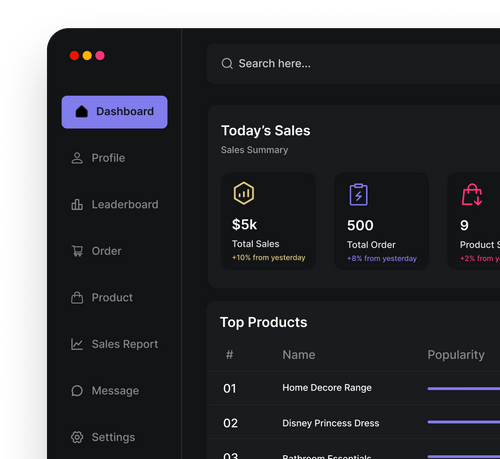 Search here...
Dashboard
Profile
Leaderboard
Order
Product
Sales Report
Message
Settings
Today's Sales
Sales Summary
$5k
Total Sales
+10% from yesterday
500
Total Order
+8% from yesterday
9
Product
+2% from
Top Products
# Name Popularity
01 Home Decore Range
02 Disney Princess Dress
03 Bathroom Essentials